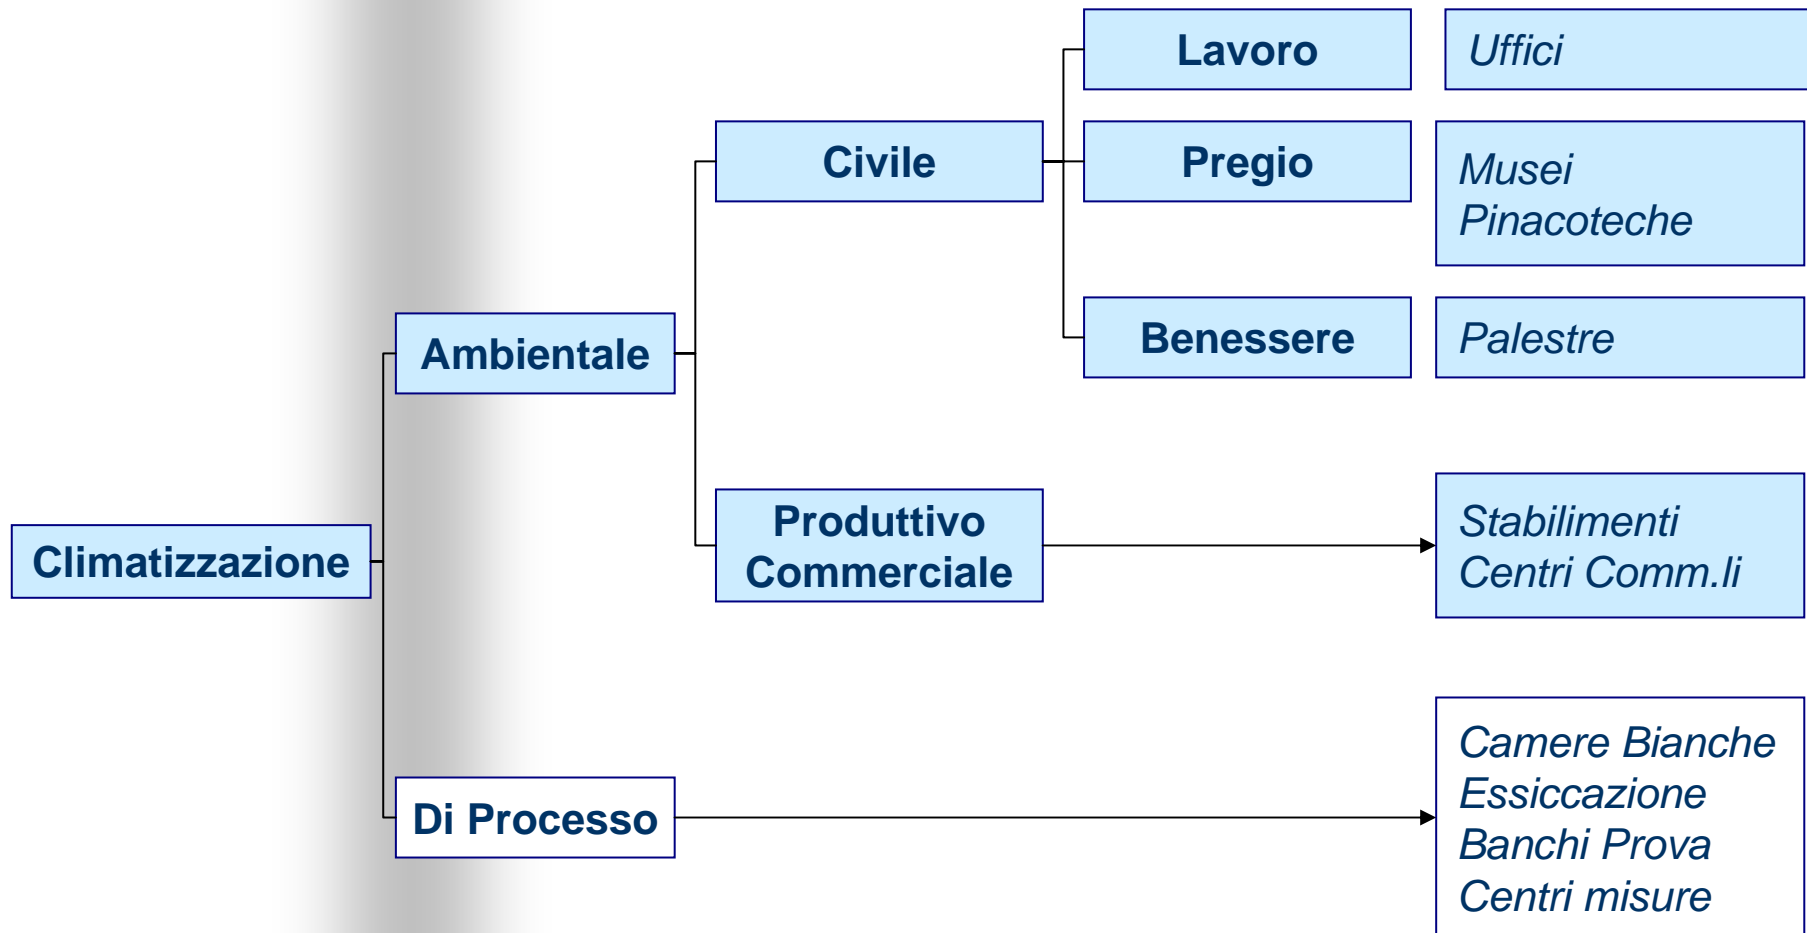 Lavoro
Uffici
Civile
Pregio
Musei
Pinacoteche
Ambientale
Benessere
Palestre
Climatizzazione
Produttivo
Commerciale
Stabilimenti
Centri Comm.li
Di Processo
Camere Bianche
Essiccazione
Banchi Prova
Centri misure